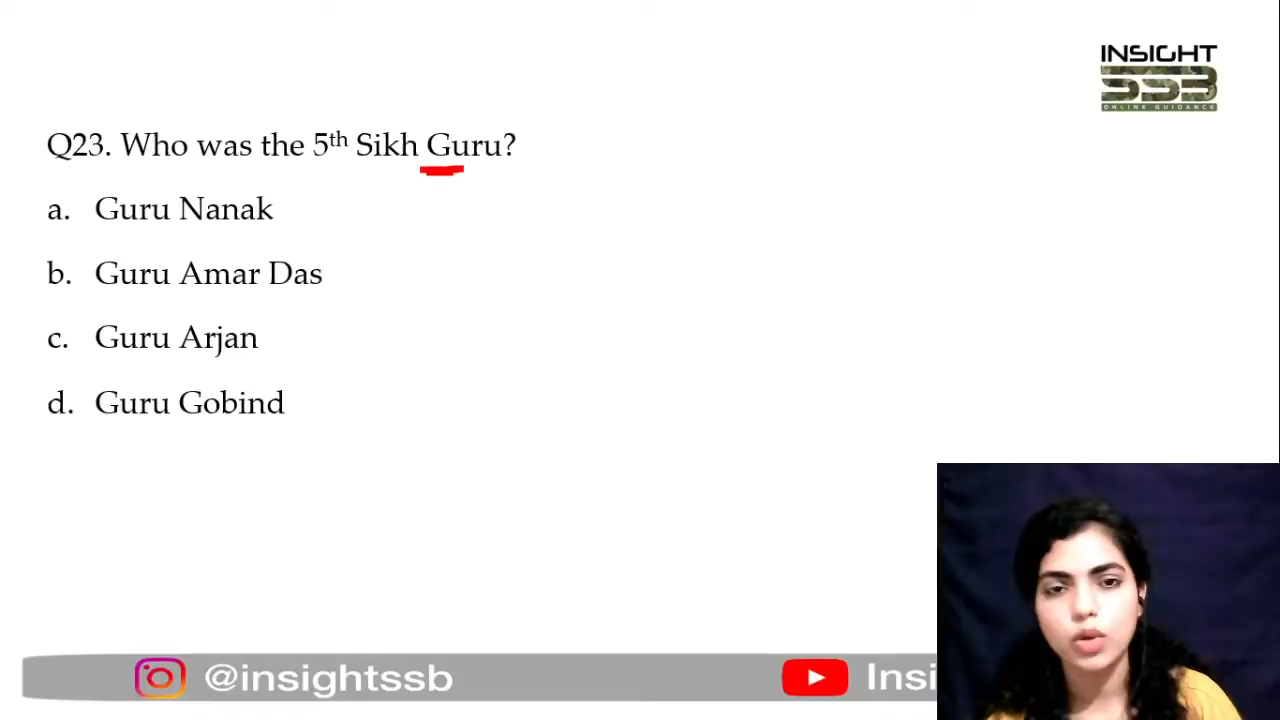 INSIGHT
SSB
ONLINE GUIDANCE
Q23. Who was the 5th Sikh Guru?
a. Guru Nanak
b. Guru Amar Das
c. Guru Arjan
d. Guru Gobind
@insightssb
Insi